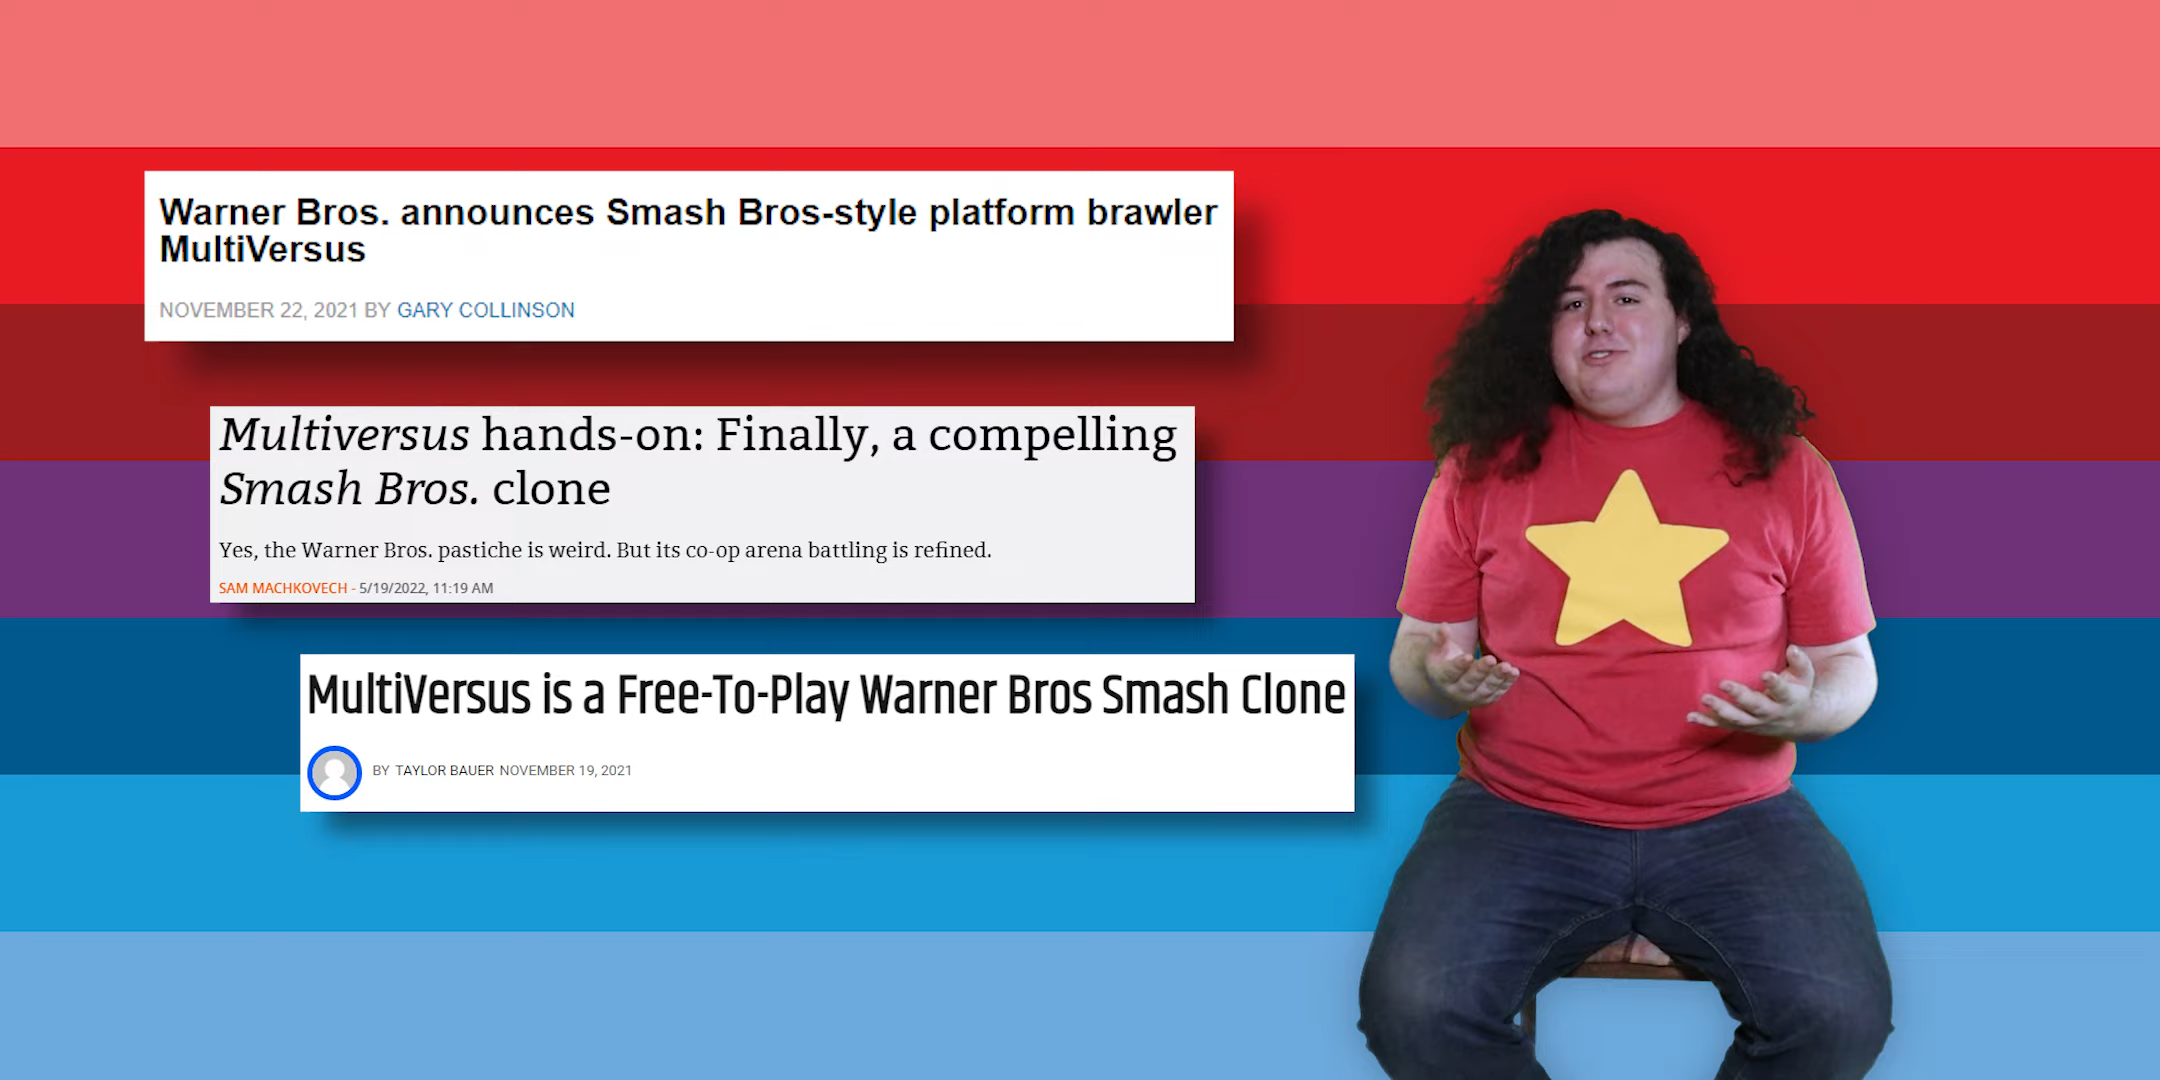 Warner Bros. announces Smash Bros-style platform brawler
MultiVersus
NOVEMBER 22, 2021 BY GARY COLLINSON
Multiversus hands-on: Finally, a compelling
Smash Bros. clone
Yes, the Warner Bros. pastiche is weird. But its co-op arena battling is refined.
SAM MACHKOVECH - 5/19/2022, 11:19 AM
MultiVersus is a Free-To-Play Warner Bros Smash Clone
BY TAYLOR BAUER NOVEMBER 19, 2021